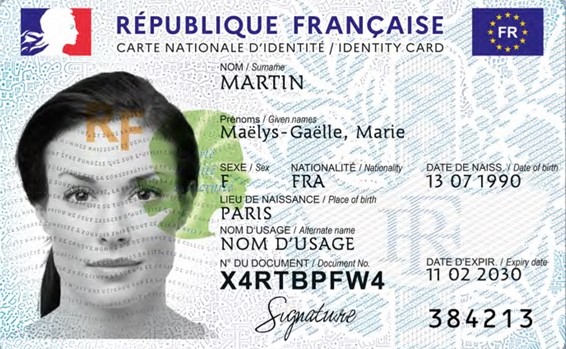 RÉPUBLIQUE FRANÇAISE
FR
CARTE NATIONALE D'IDENTITÉ / IDENTITY CARD
NOM / Surname
MARTIN
Prénoms / Given names
Maëlys-Gaëlle, Marie
SEXE / Sex NATIONALITÉ / Nationality DATE DE NAISS. / Date of birth
F FRA 13 07 1990
LIEU DE NAISSANCE / Place of birth
PARIS
NOM D'USAGE / Alternate name
NOM D'USAGE
N° DU DOCUMENT / Document No. DATE D'EXPIR. / Expiry date
X4RTBPFW4 11 02 2030
Signature 384213
RF
RF